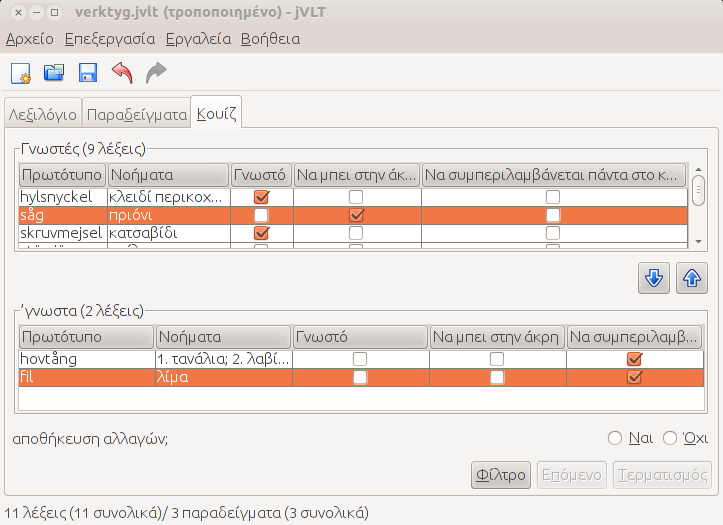 verktyg.jvlt (τροποποιημένο) - jVLT
Αρχείο Επεξεργασία Εργαλεία Βοήθεια
Λεξιλόγιο Παραδείγματα Κουίζ
Γνωστές (9 λέξεις)
Πρωτότυπο Νοήματα Γνωστό Να μπει στην άκ... Να συμπεριλαμβάνεται πάντα στο κ...
hylsnyckel κλειδί περικοχ...
såg πριόνι
skruvmejsel κατσαβίδι
Άγνωστα (2 λέξεις)
Πρωτότυπο Νοήματα Γνωστό Να μπει στην άκρη Να συμπεριλαμβ...
hovtång 1. τανάλια; 2. λαβί...
fil λίμα
αποθήκευση αλλαγών; Ναι Όχι
Φίλτρο Επόμενο Τερματισμός
11 λέξεις (11 συνολικά)/ 3 παραδείγματα (3 συνολικά)